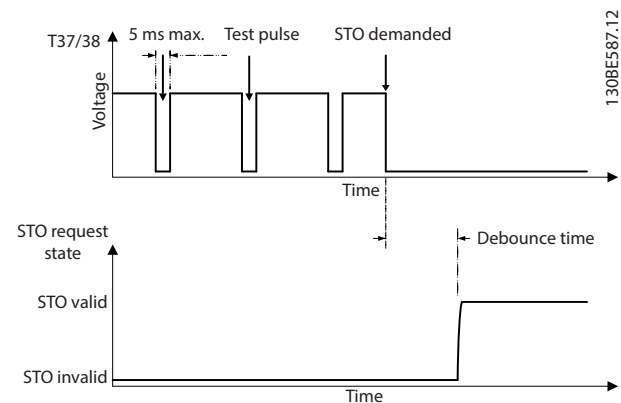 T37/38
5 ms max.
Test pulse
STO demanded
130BE587.12
Voltage
Time
STO request
state
Debounce time
STO valid
STO invalid
Time